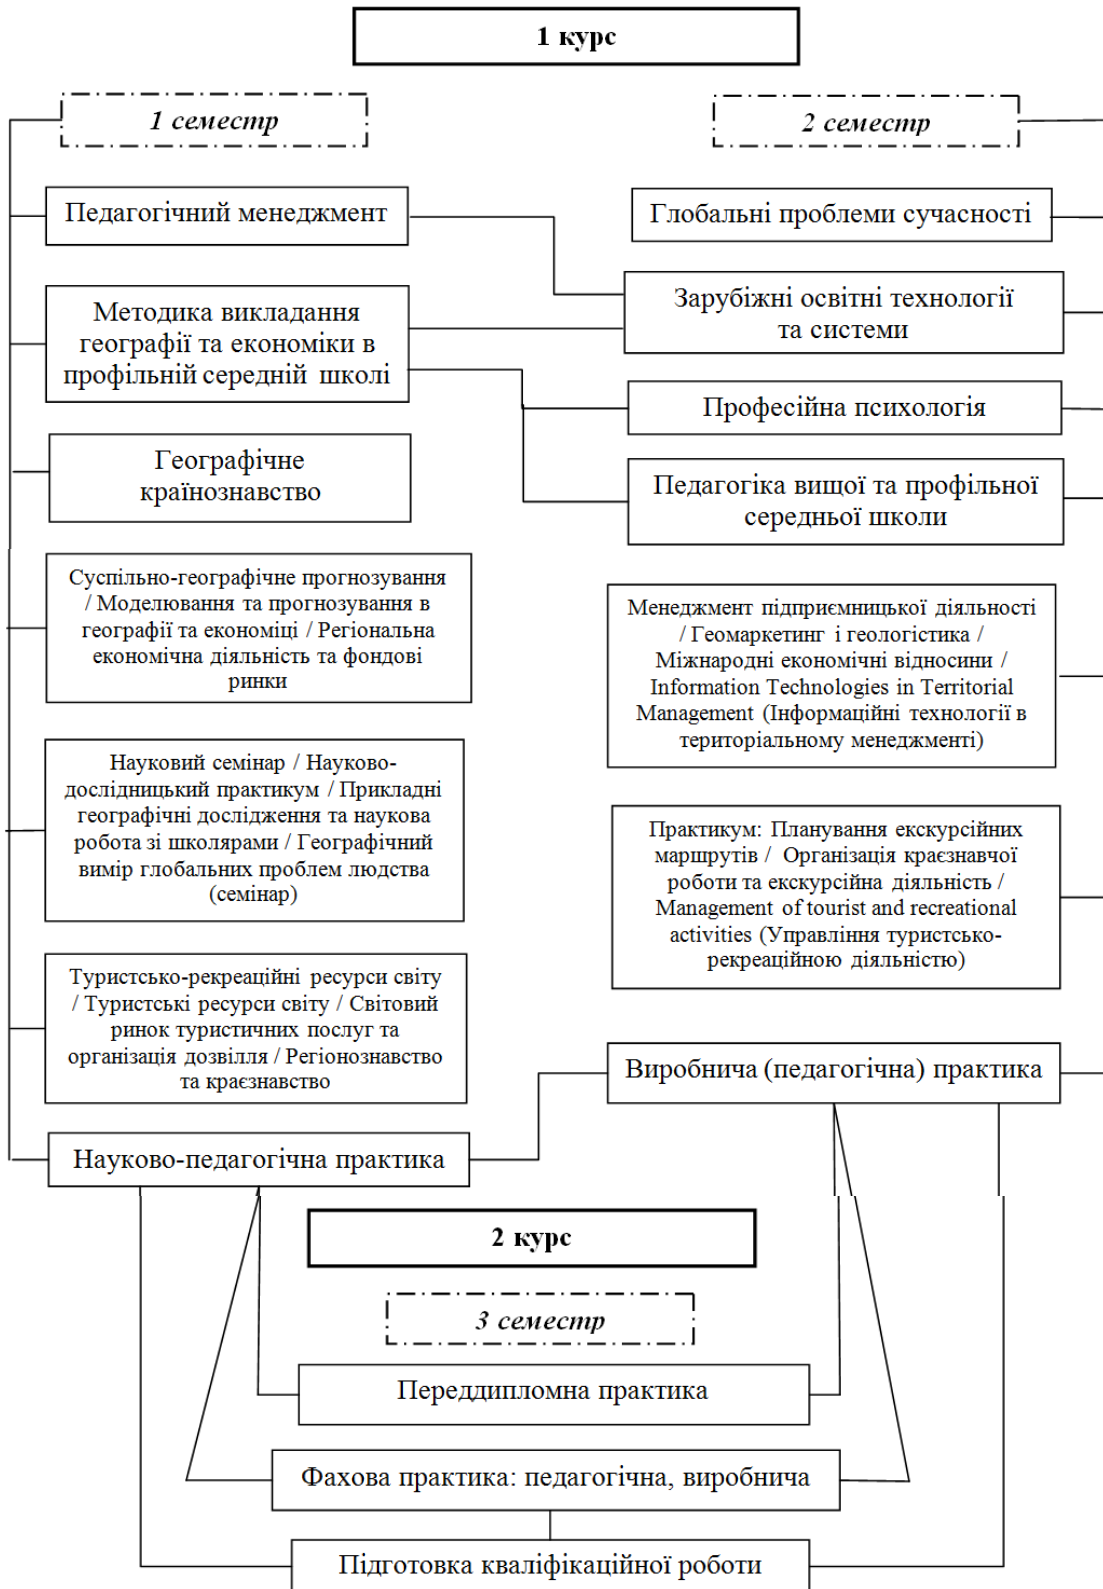 1 курс
1 семестр
2 семестр
Педагогічний менеджмент
Глобальні проблеми сучасності
Методика викладання
географії та економіки в
профільній середній школі
Зарубіжні освітні технології
та системи
Професійна психологія
Географічне
країнознавство
Педагогіка вищої та профільної
середньої школи
Суспільно-географічне прогнозування
/ Моделювання та прогнозування в
географії та економіці / Регіональна
економічна діяльність та фондові
ринки
Менеджмент підприємницької діяльності
/ Геомаркетинг і геологістика /
Міжнародні економічні відносини /
Information Technologies in Territorial
Management (Інформаційні технології в
територіальному менеджменті)
Науковий семінар / Науково-
дослідницький практикум / Прикладні
географічні дослідження та наукова
робота зі школярами / Географічний
вимір глобальних проблем людства
(семінар)
Практикум: Планування екскурсійних
маршрутів / Організація краєзнавчої
роботи та екскурсійна діяльність /
Management of tourist and recreational
activities (Управління туристсько-
рекреаційною діяльністю)
Туристсько-рекреаційні ресурси світу
/ Туристські ресурси світу / Світовий
ринок туристичних послуг та
організація дозвілля / Регіонознавство
та краєзнавство
Виробнича (педагогічна) практика
Науково-педагогічна практика
2 курс
3 семестр
Переддипломна практика
Фахова практика: педагогічна, виробнича
Підготовка кваліфікаційної роботи